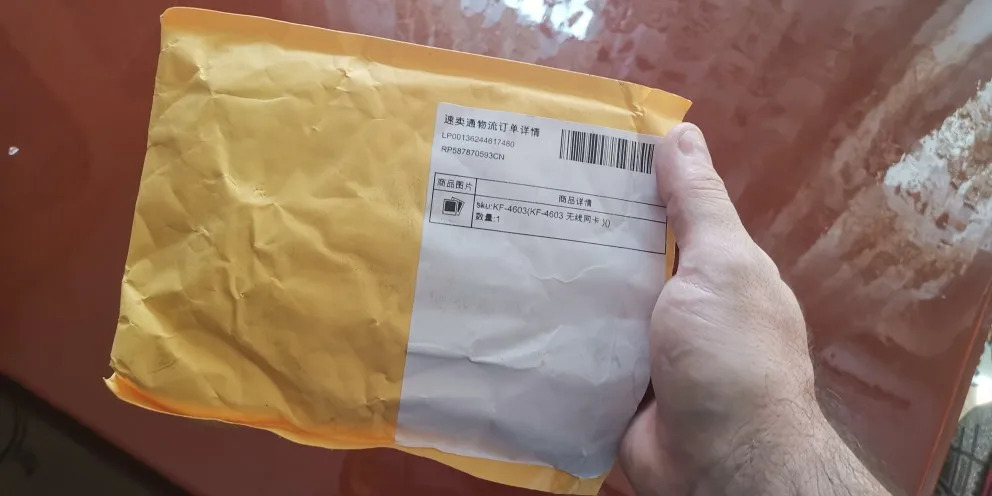 速卖通物流订单详情
LP00136244817480
RP587870593CN
商品图片
商品详情
sku:KF-4603(KF-4603 无线网卡 )()
数量:1